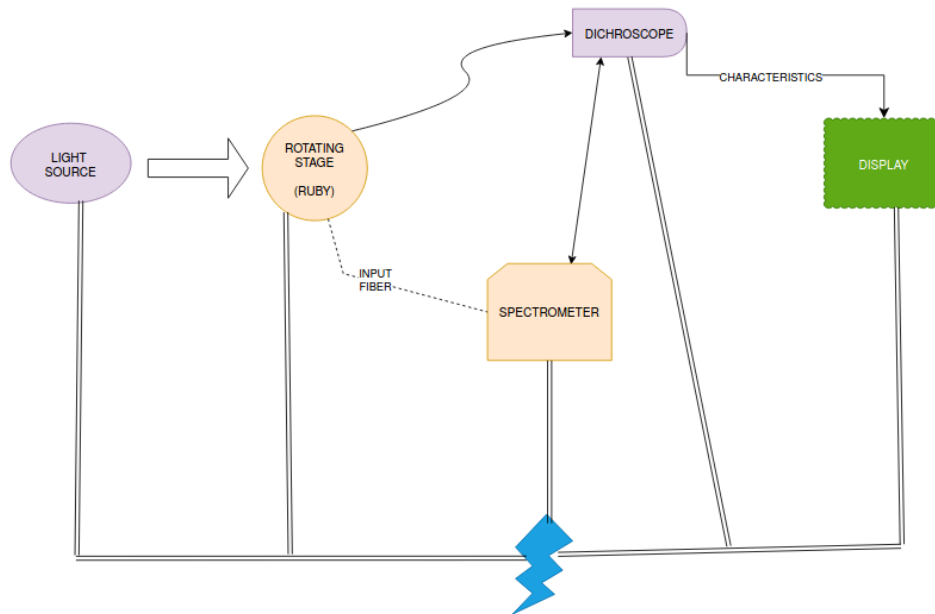 LIGHT
SOURCE
ROTATING
STAGE
(RUBY)
DICHROSCOPE
CHARACTERISTICS
DISPLAY
INPUT
FIBER
SPECTROMETER